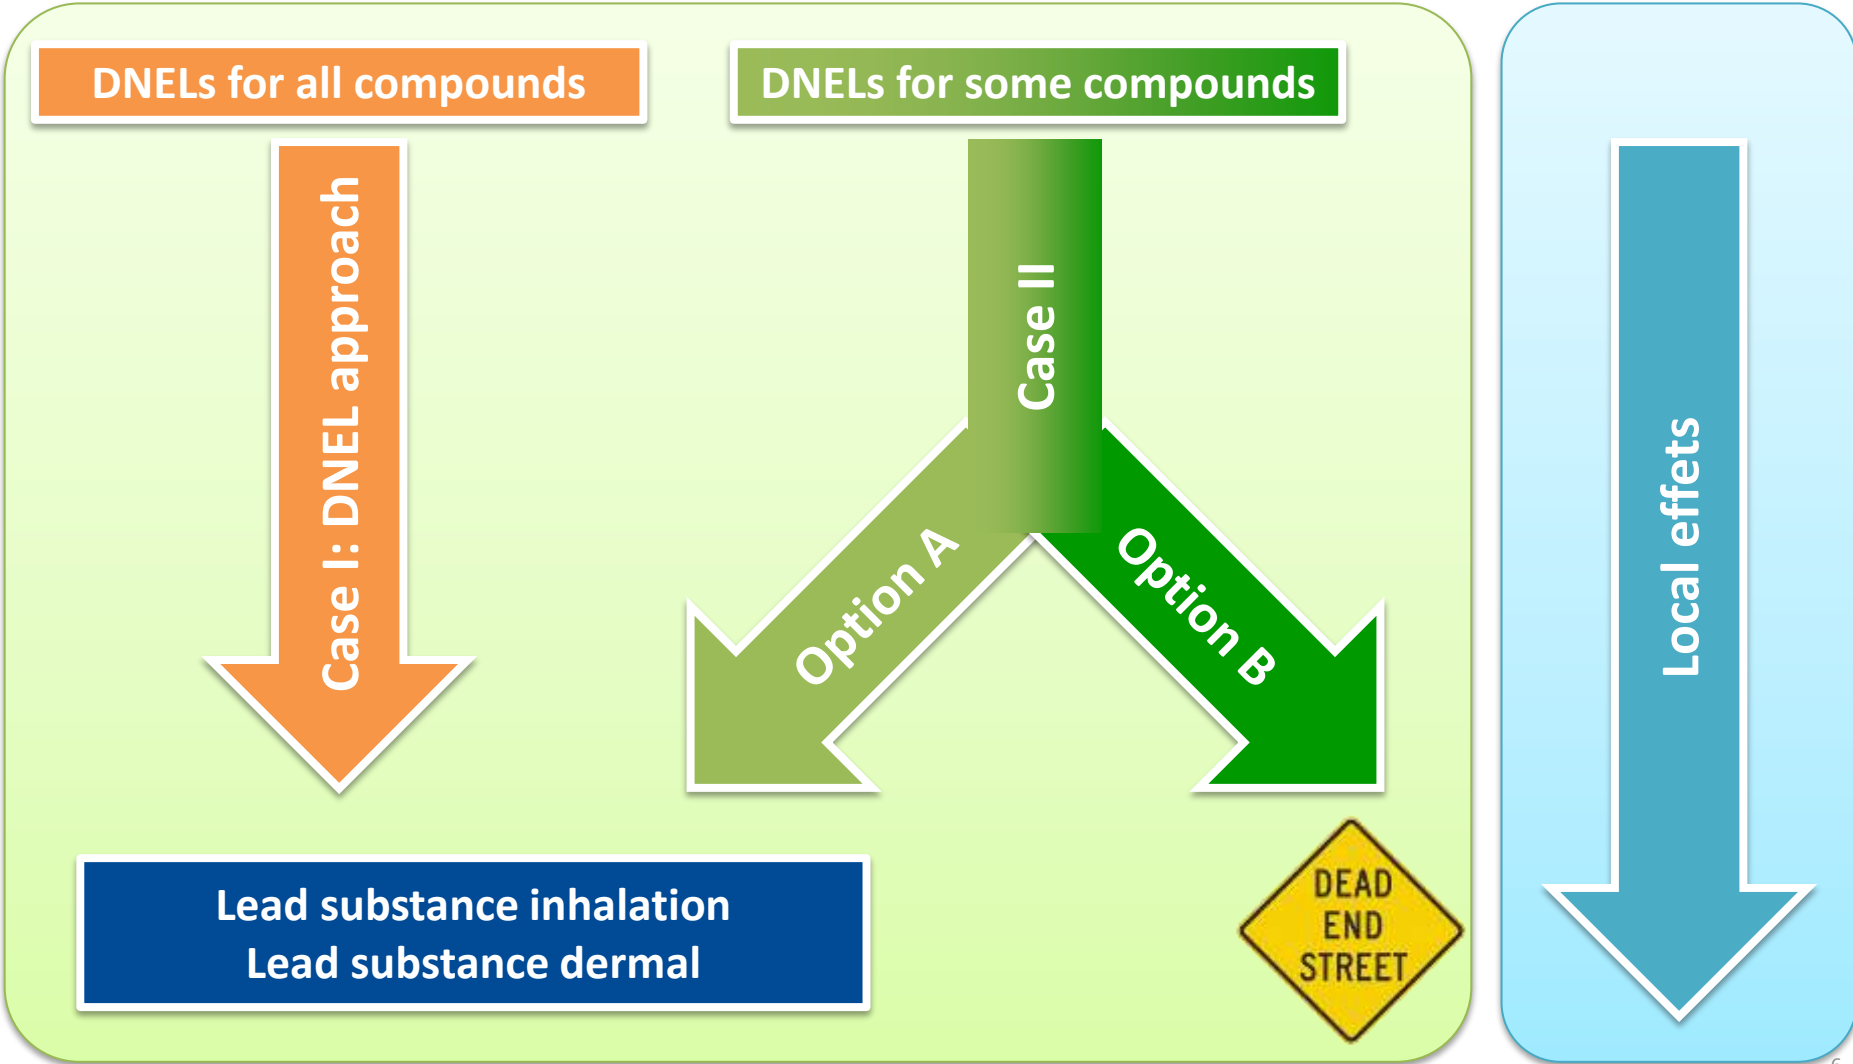 DNELs for all compounds
DNELs for some compounds
Case I: DNEL approach
Case II
Option A
Option B
Local effets
Lead substance inhalation
Lead substance dermal
DEAD
END
STREET